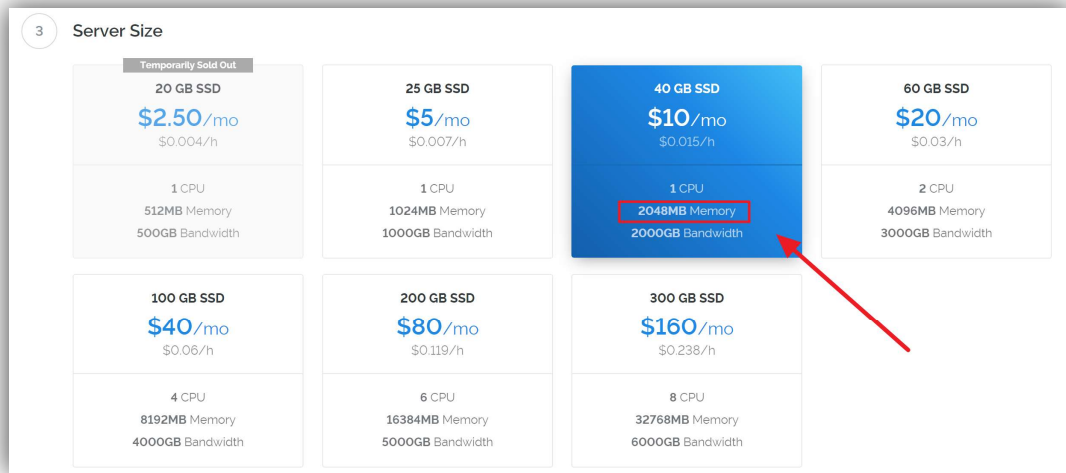 3 Server Size
Temporarily Sold Out
20 GB SSD
$2.50/mo
$0.004/h
1 CPU
512MB Memory
500GB Bandwidth
25 GB SSD
$5/mo
$0.007/h
1 CPU
1024MB Memory
1000GB Bandwidth
40 GB SSD
$10/mo
$0.015/h
1 CPU
2048MB Memory
2000GB Bandwidth
60 GB SSD
$20/mo
$0.03/h
2 CPU
4096MB Memory
3000GB Bandwidth
100 GB SSD
$40/mo
$0.06/h
4 CPU
8192MB Memory
4000GB Bandwidth
200 GB SSD
$80/mo
$0.119/h
6 CPU
16384MB Memory
5000GB Bandwidth
300 GB SSD
$160/mo
$0.238/h
8 CPU
32768MB Memory
6000GB Bandwidth